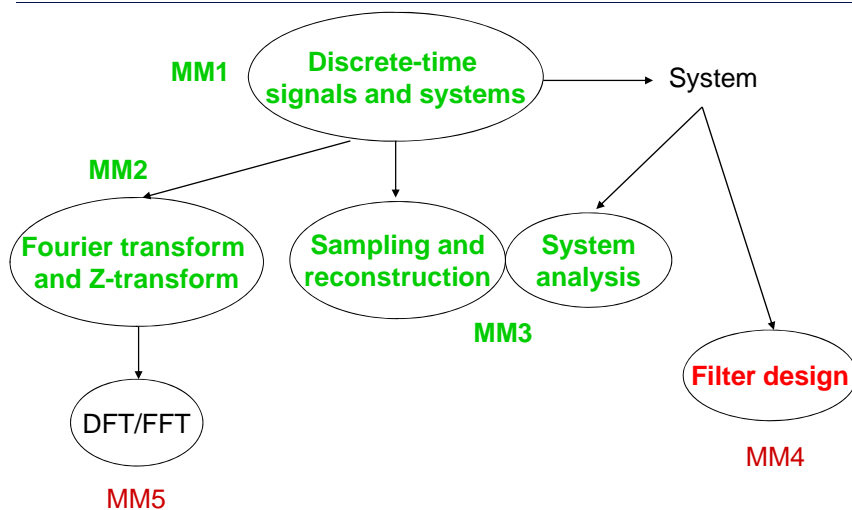 MM1
Discrete-time
signals and systems
System
MM2
Fourier transform
and Z-transform
Sampling and
reconstruction
System
analysis
MM3
Filter design
DFT/FFT
MM4
MM5